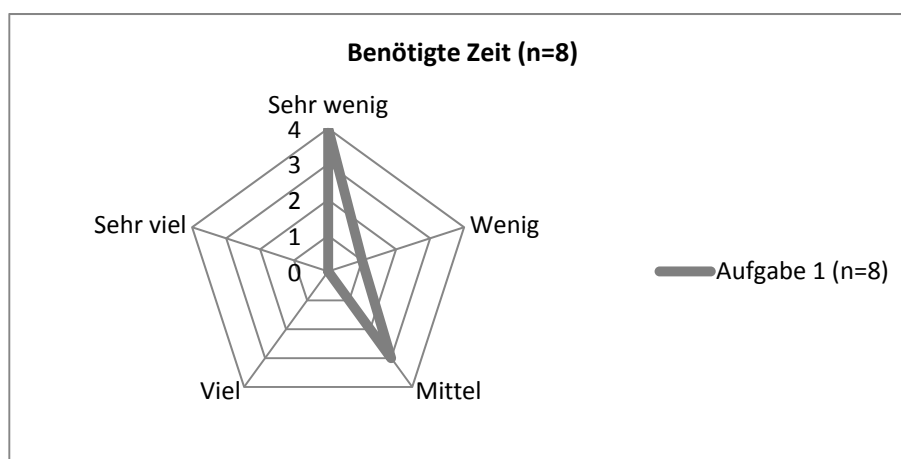 Benötigte Zeit (n=8)
Sehr wenig
4
3
2
1
0
Sehr viel
Wenig
Viel
Mittel
Aufgabe 1 (n=8)